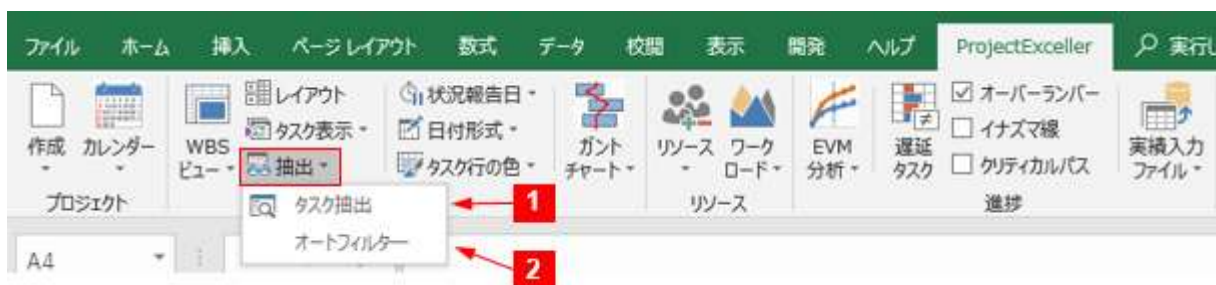 ファイル ホーム 挿入 ページ レイアウト 数式 データ 校閲 表示 開発 ヘルプ ProjectExceller 実行し
作成
カレンダー
プロジェクト
WBS
ビュー
レイアウト
タスク表示
抽出
状況報告日
日付形式
タスク行の色
ガント
チャート
リソース
ワーク
ロード
リソース
EVM
分析
遅延
タスク
オーバーランバー
イナズマ線
クリティカルパス
進捗
実績入力
ファイル
タスク抽出
1
オートフィルター
2
A4